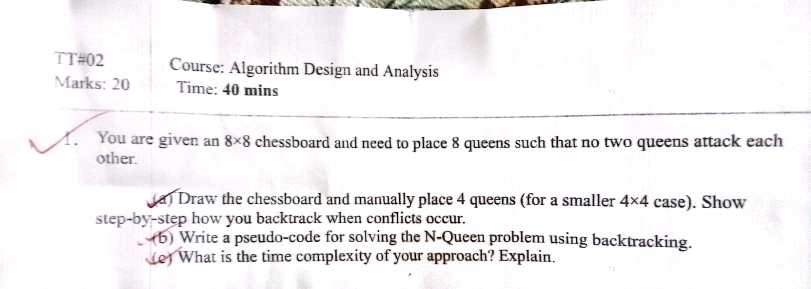 TT#02
Course: Algorithm Design and Analysis
Marks: 20
Time: 40 mins
1. You are given an 8×8 chessboard and need to place 8 queens such that no two queens attack each
other.
(a) Draw the chessboard and manually place 4 queens (for a smaller 4×4 case). Show
step-by-step how you backtrack when conflicts occur.
(b) Write a pseudo-code for solving the N-Queen problem using backtracking.
(c) What is the time complexity of your approach? Explain.